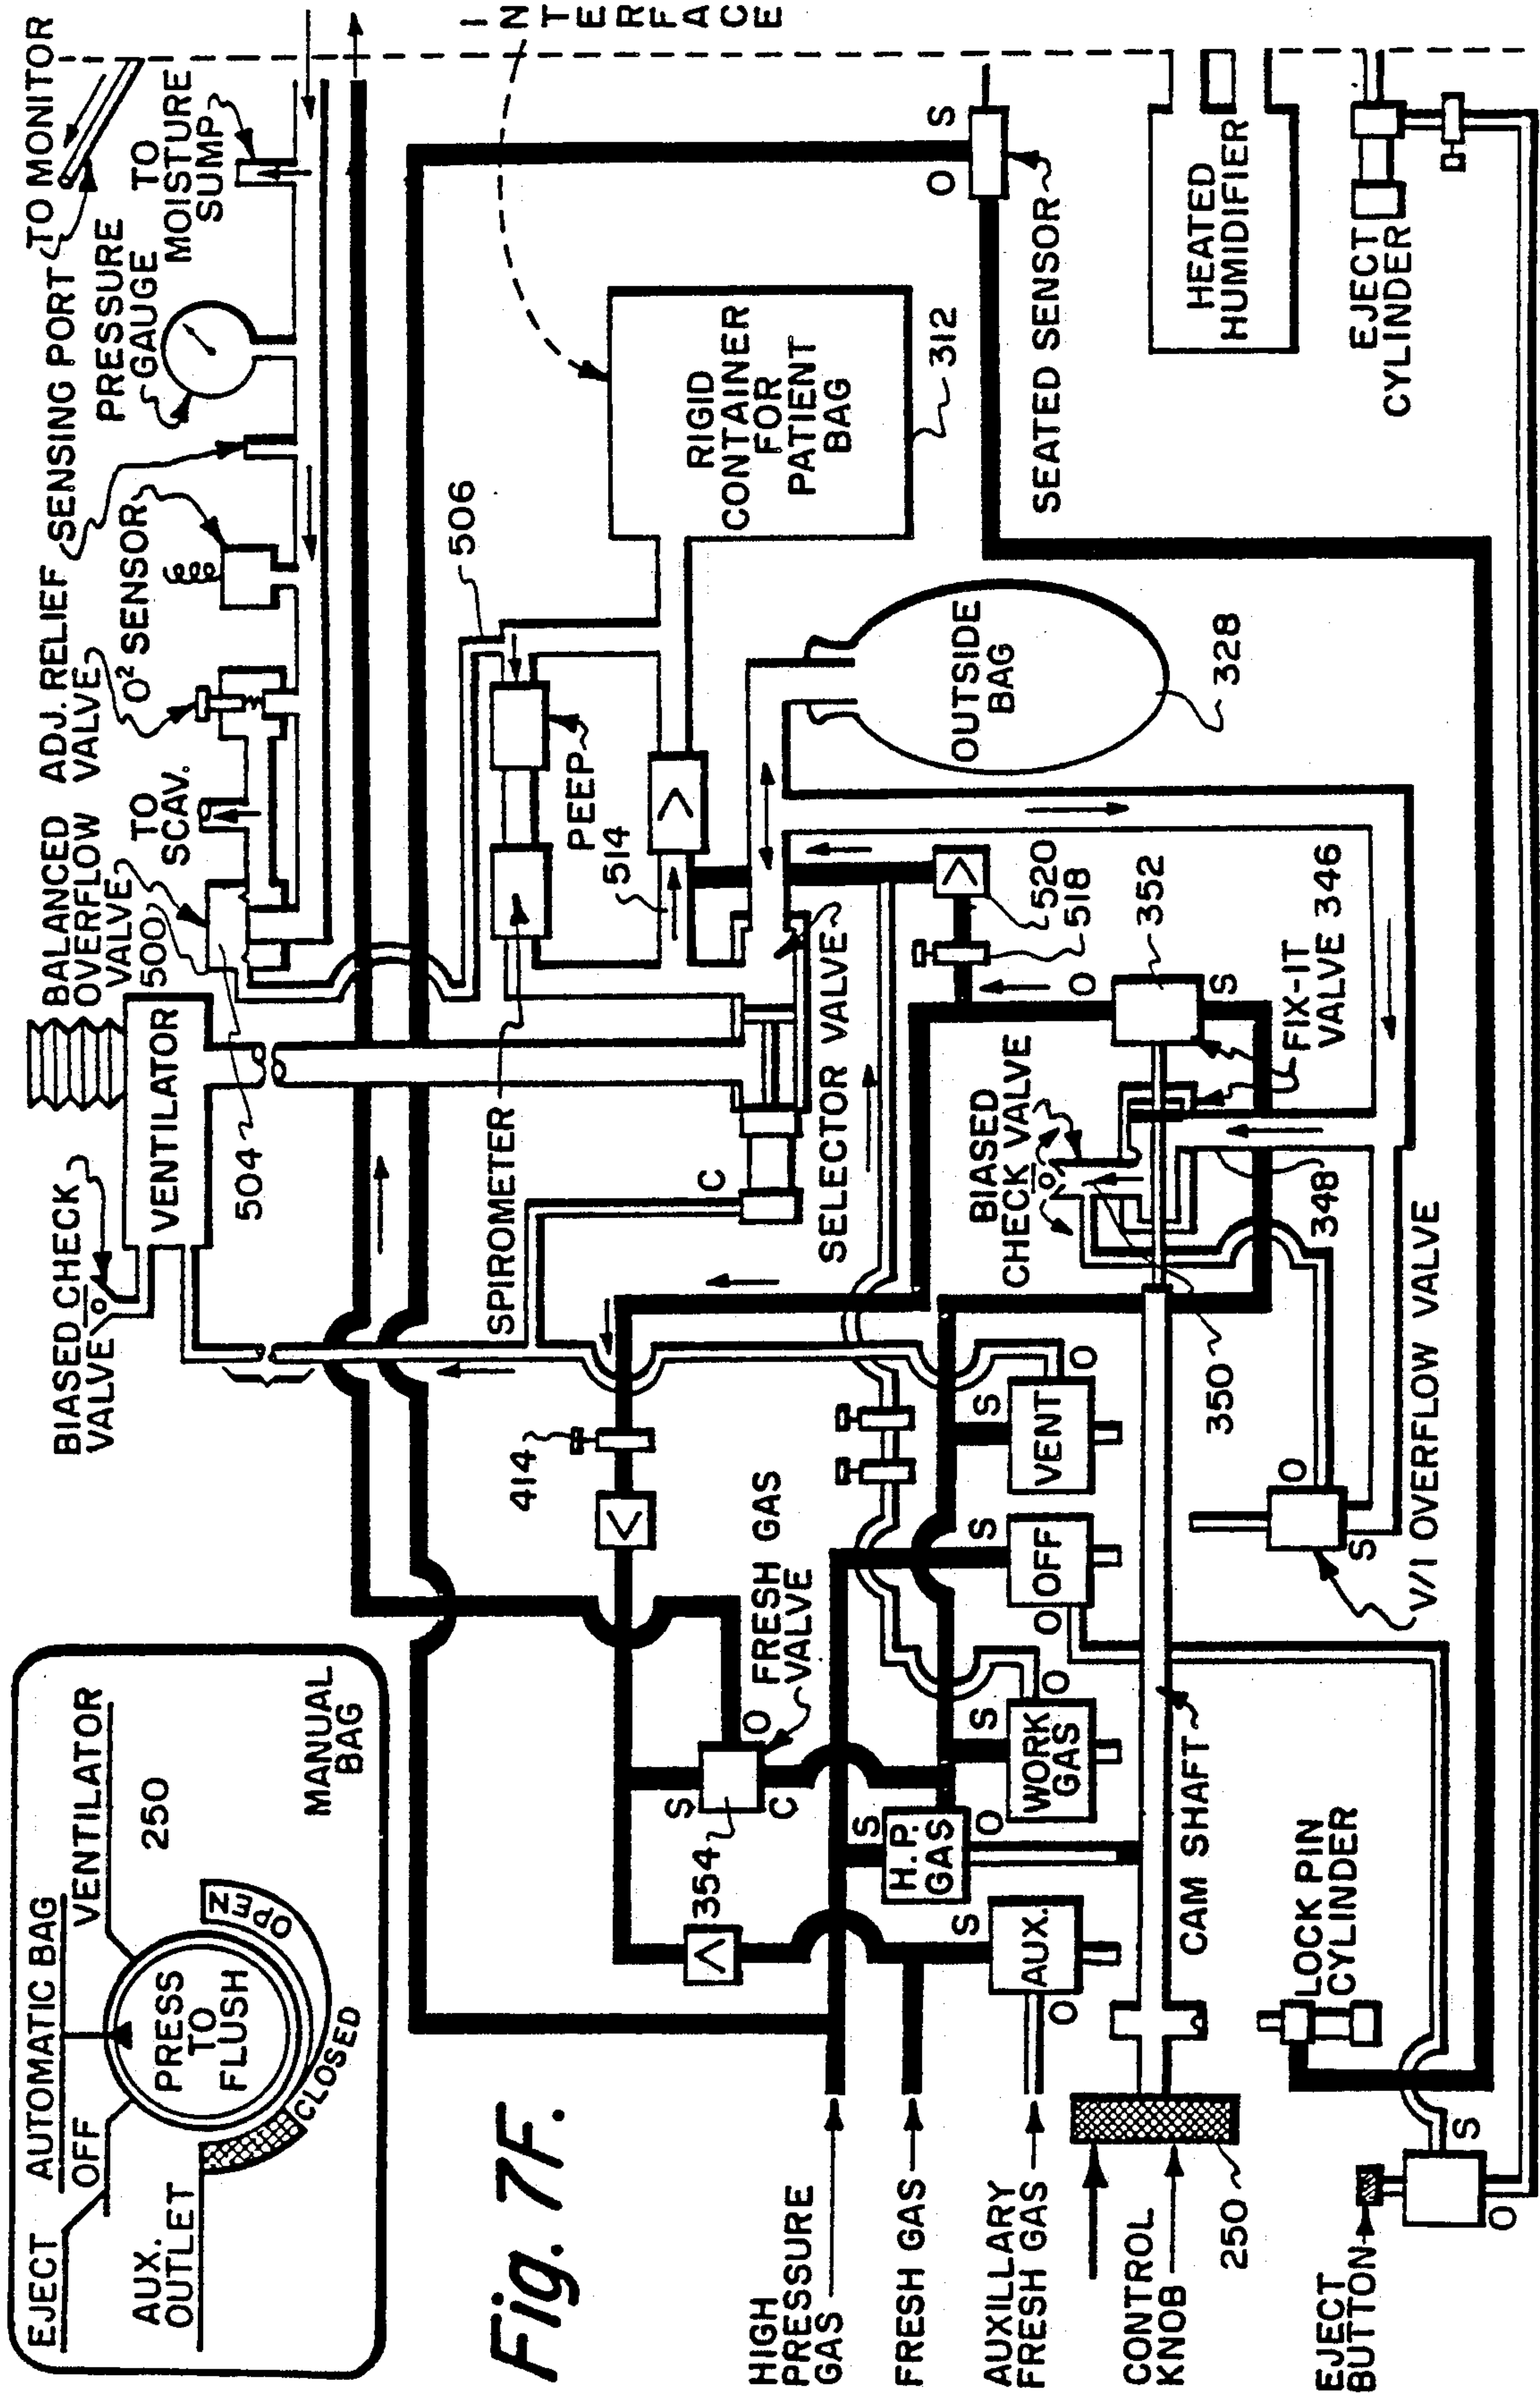 EJECT
AUTOMATIC BAG
OFF
VENTILATOR
AUX.
OUTLET
PRESS
TO
FLUSH
OPEN
CLOSED
250
MANUAL
BAG
Fig. 7F.
BIASED CHECK
VALVE
VENTILATOR
504
BALANCED
OVERFLOW
VALVE
500
TO
SCAV.
ADJ. RELIEF
VALVE
O² SENSOR
SENSING PORT
PRESSURE
GAUGE
TO MONITOR
TO
MOISTURE
SUMP
INTERFACE
506
SPIROMETER
PEEP
514
RIGID
CONTAINER
FOR
PATIENT
BAG
312
OUTSIDE
BAG
328
SELECTOR VALVE
C
520
518
O
352
S
FIX-IT
VALVE 346
BIASED
CHECK VALVE
348
350
V/I OVERFLOW VALVE
O
S
SEATED SENSOR
O
S
HEATED
HUMIDIFIER
EJECT
CYLINDER
414
FRESH GAS
VALVE
354
S
O
C
H.P.
GAS
S
O
AUX.
S
O
WORK
GAS
S
O
OFF
S
O
VENT
S
O
CAM SHAFT
LOCK PIN
CYLINDER
HIGH
PRESSURE
GAS
FRESH GAS
AUXILLARY
FRESH GAS
CONTROL
KNOB
250
EJECT
BUTTON
S
O